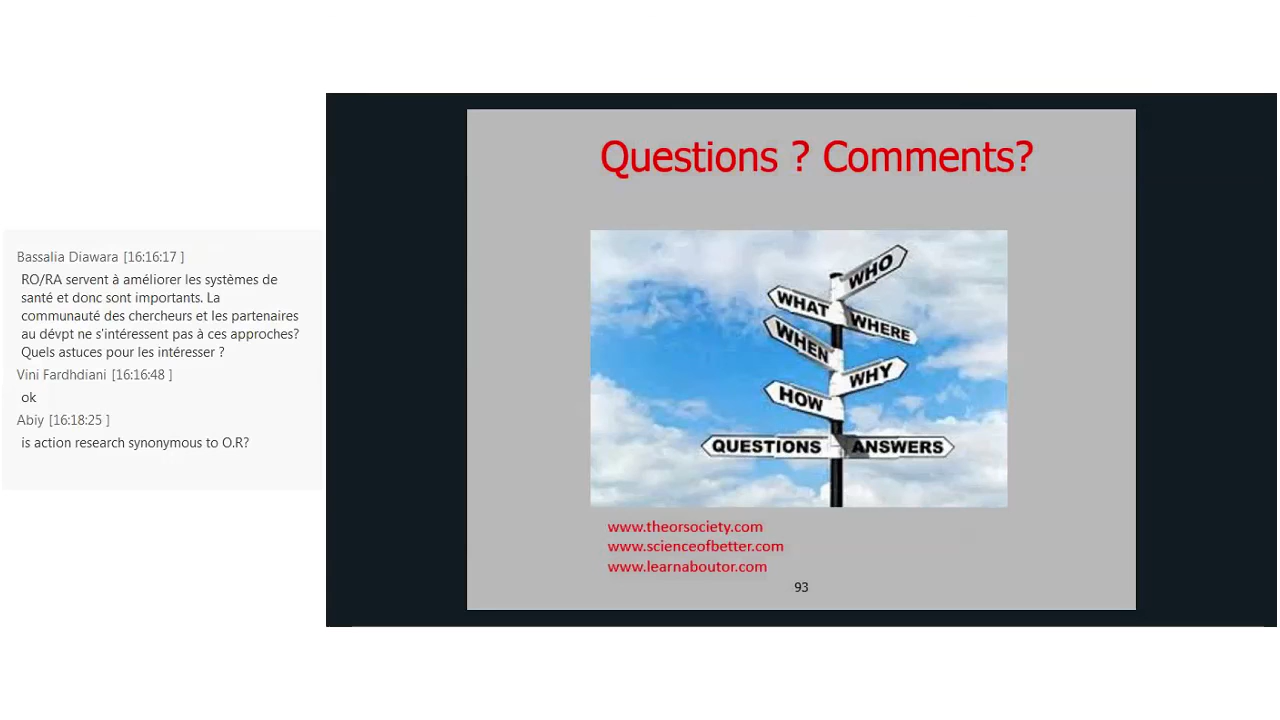 Bassalia Diawara [16:16:17 ]
RO/RA servent à améliorer les systèmes de
santé et donc sont importants. La
communauté des chercheurs et les partenaires
au dévpt ne s'intéressent pas à ces approches?
Quels astuces pour les intéresser ?
Vini Fardhdiani [16:16:48 ]
ok
Abiy [16:18:25 ]
is action research synonymous to O.R?
Questions ? Comments?
WHO
WHAT
WHERE
WHEN
WHY
HOW
QUESTIONS ANSWERS
www.theorsociety.com
www.scienceofbetter.com
www.learnaboutor.com
93